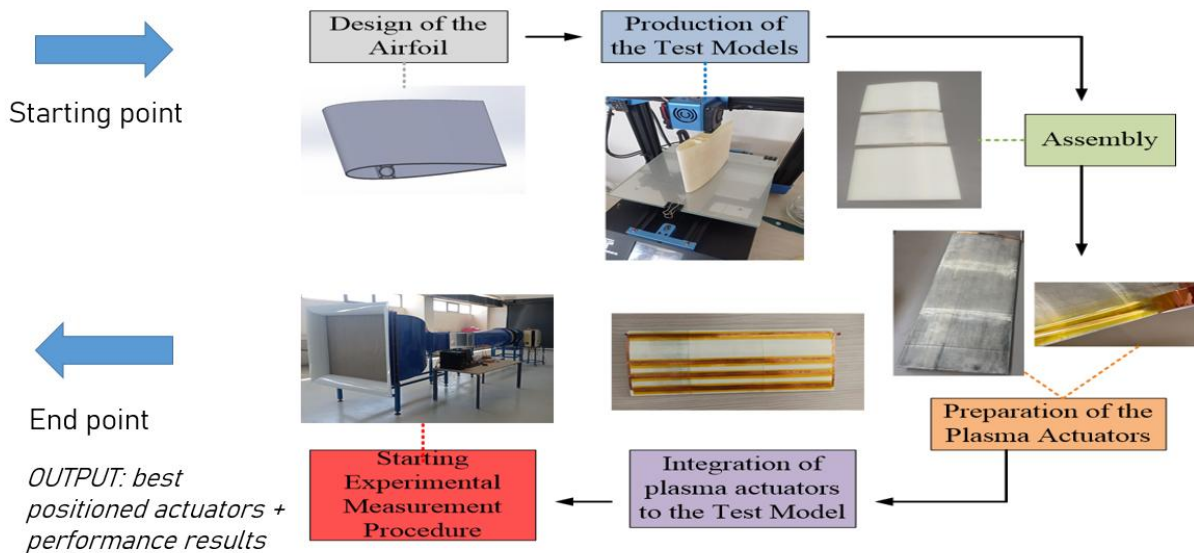 Starting point
Design of the
Airfoil
Production of
the Test Models
Assembly
Preparation of the
Plasma Actuators
Integration of
plasma actuators
to the Test Model
Starting
Experimental
Measurement
Procedure
End point
OUTPUT: best
positioned actuators +
performance results